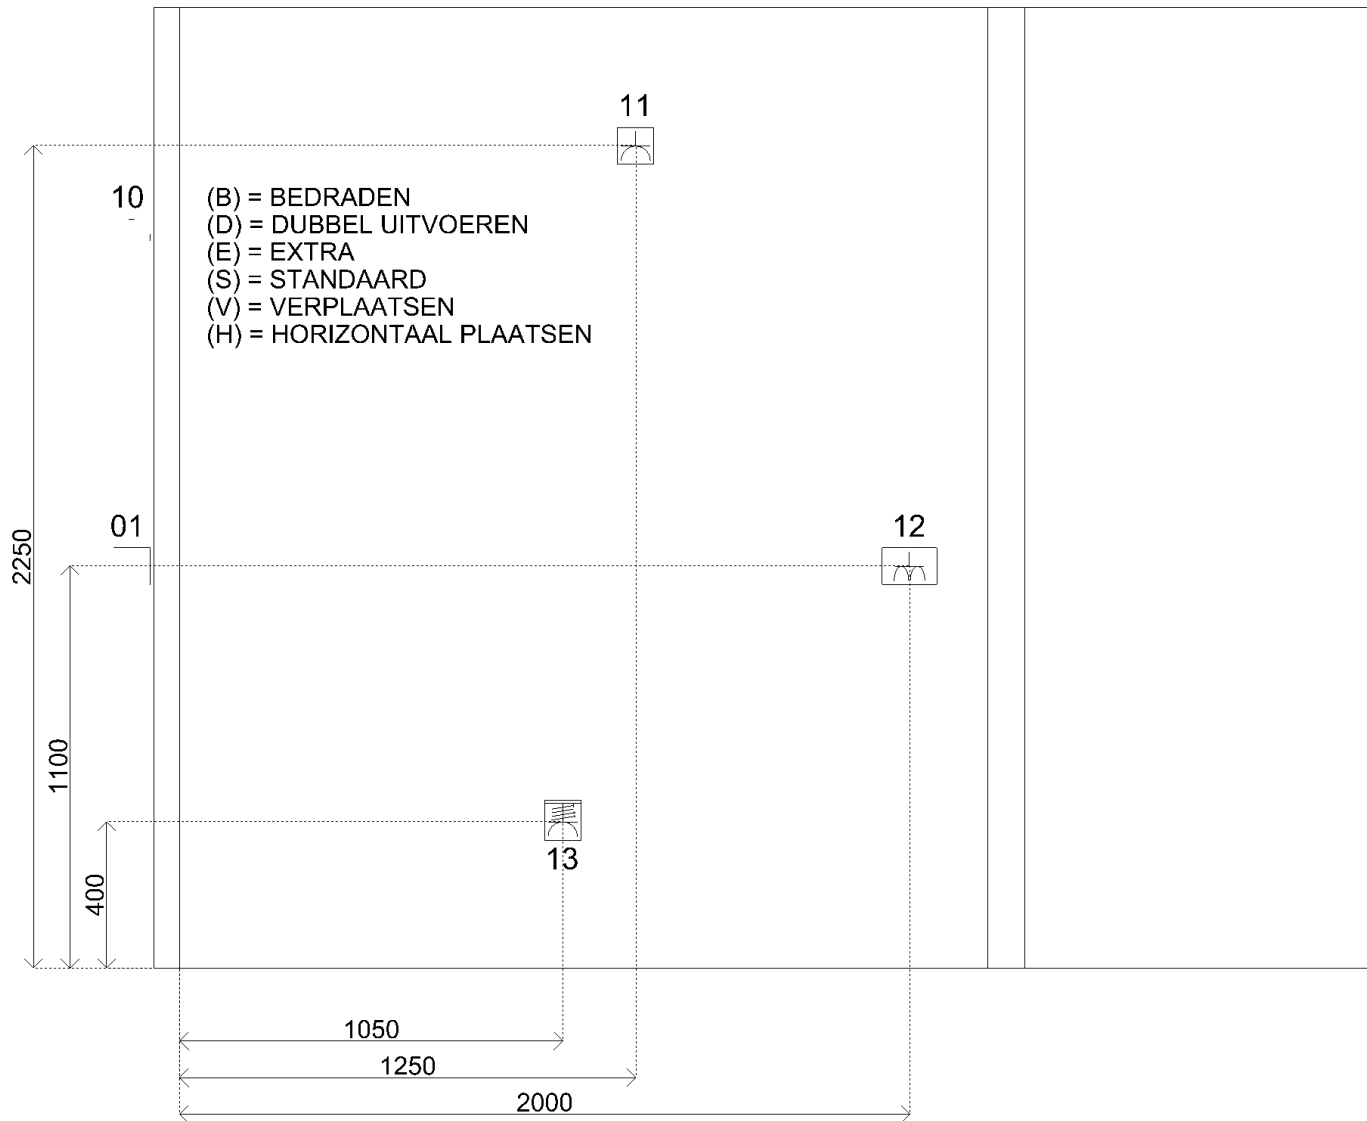 11
10
(B) = BEDRADEN
(D) = DUBBEL UITVOEREN
(E) = EXTRA
(S) = STANDAARD
(V) = VERPLAATSEN
(H) = HORIZONTAAL PLAATSEN
01
12
2250
1100
400
13
1050
1250
2000